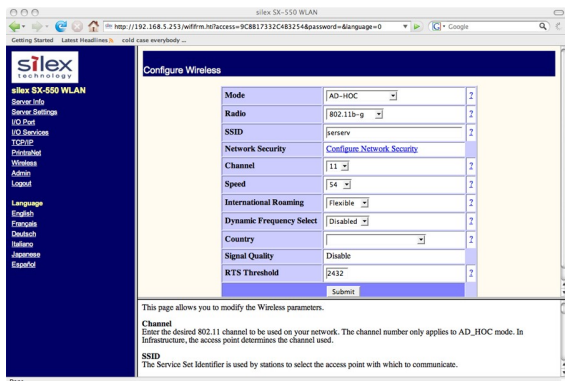 silex SX-550 WLAN
http://192.168.5.253/wififrm.htl?access=9C8B17332C4B3254&password=&language=0
Google
Getting Started Latest Headlines cold case everybody ...
silex
technology
silex SX-550 WLAN
Server Info
Server Settings
I/O Port
I/O Services
TCP/IP
PrintraNet
Wireless
Admin
Logout
Language
English
Français
Deutsch
Italiano
Japanese
Español
Configure Wireless
Mode AD-HOC ?
Radio 802.11b-g ?
SSID serserv ?
Network Security Configure Network Security
Channel 11 ?
Speed 54 ?
International Roaming Flexible ?
Dynamic Frequency Select Disabled ?
Country ?
Signal Quality Disable
RTS Threshold 2432 ?
Submit
This page allows you to modify the Wireless parameters.
Channel
Enter the desired 802.11 channel to be used on your network. The channel number only applies to AD_HOC mode. In
Infrastructure, the access point determines the channel used.
SSID
The Service Set Identifier is used by stations to select the access point with which to communicate.